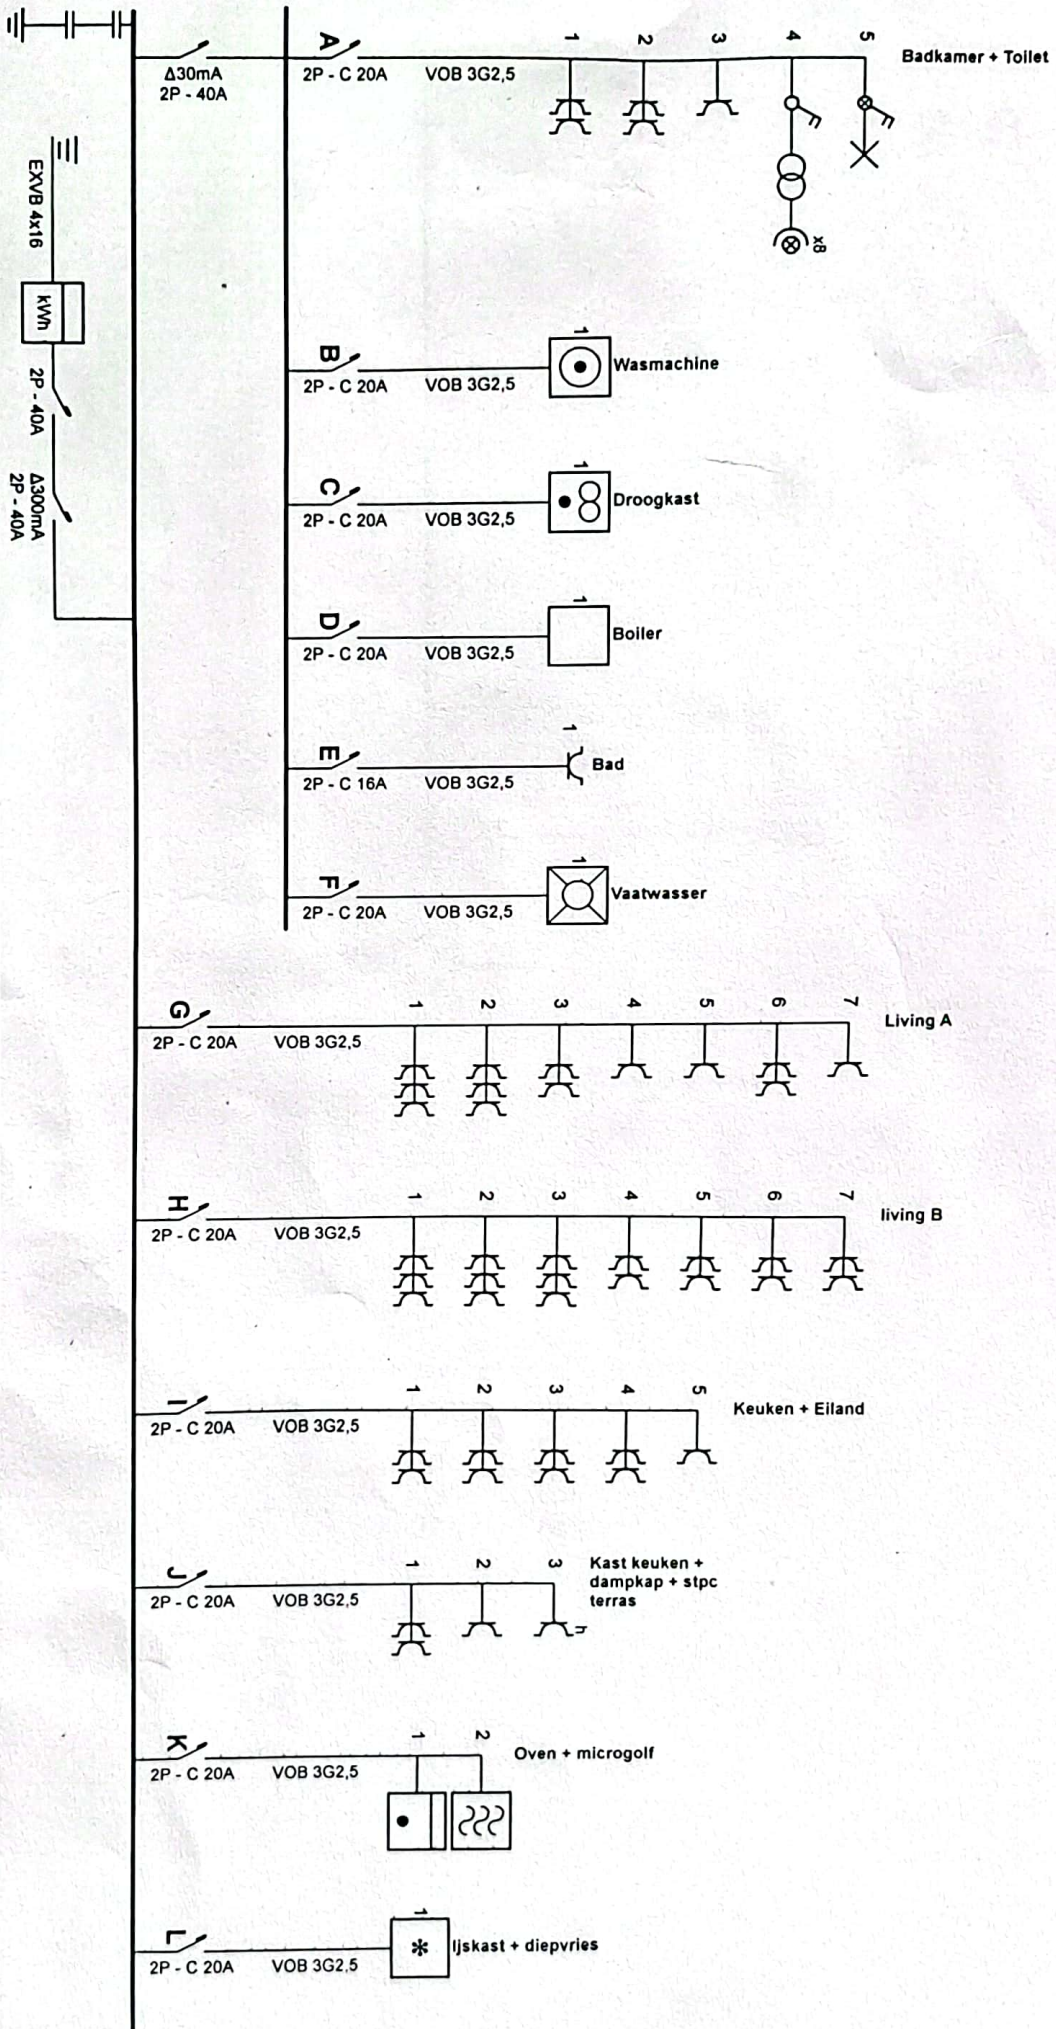 Δ30mA
2P - 40A
EXVB 4x16
kWh
2P - 40A
Δ300mA
2P - 40A
A
2P - C 20A
VOB 3G2,5
1
2
3
4
5
x8
Badkamer + Toilet
B
2P - C 20A
VOB 3G2,5
1
Wasmachine
C
2P - C 20A
VOB 3G2,5
1
Droogkast
D
2P - C 20A
VOB 3G2,5
1
Boiler
E
2P - C 16A
VOB 3G2,5
1
Bad
F
2P - C 20A
VOB 3G2,5
1
Vaatwasser
G
2P - C 20A
VOB 3G2,5
1
2
3
4
5
6
7
Living A
H
2P - C 20A
VOB 3G2,5
1
2
3
4
5
6
7
living B
I
2P - C 20A
VOB 3G2,5
1
2
3
4
5
Keuken + Eiland
J
2P - C 20A
VOB 3G2,5
1
2
3
h
Kast keuken +
dampkap + stpc
terras
K
2P - C 20A
VOB 3G2,5
1
2
Oven + microgolf
L
2P - C 20A
VOB 3G2,5
1
Ijskast + diepvries